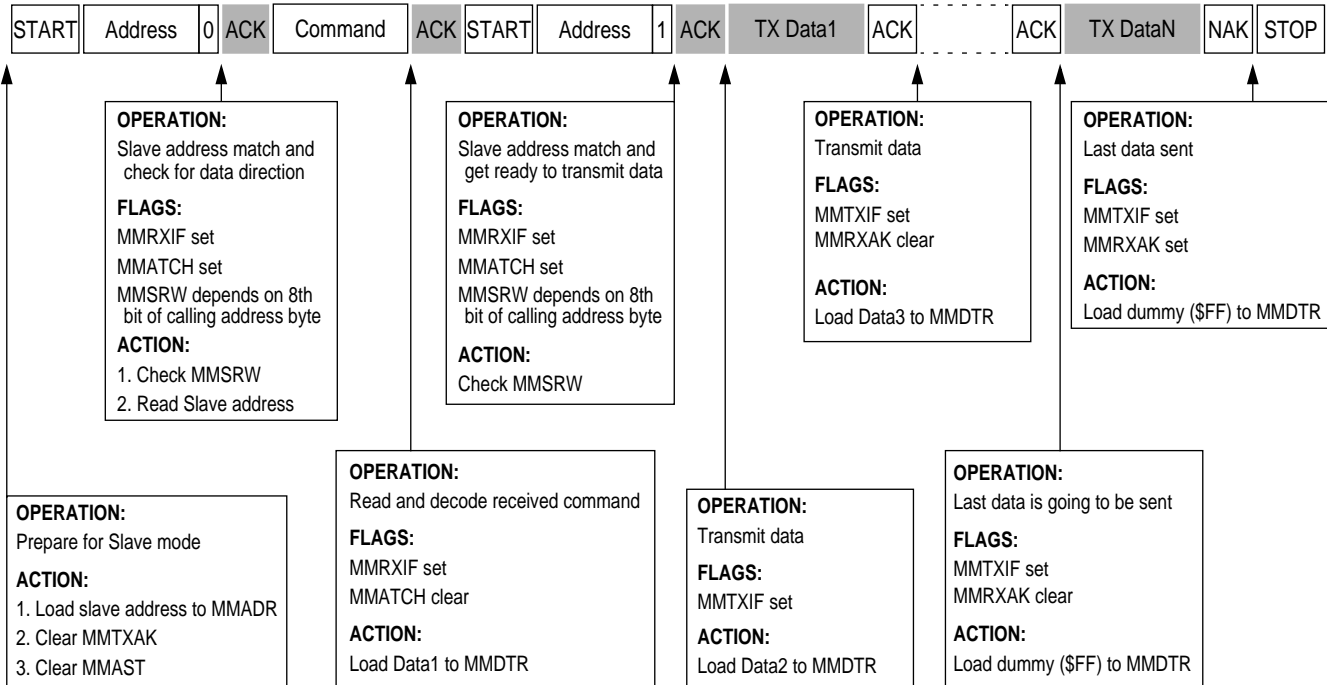 START Address 0 ACK Command ACK START Address 1 ACK TX Data1 ACK ACK TX DataN NAK STOP
OPERATION:
Slave address match and
check for data direction
FLAGS:
MMRXIF set
MMATCH set
MMSRW depends on 8th
bit of calling address byte
ACTION:
1. Check MMSRW
2. Read Slave address
OPERATION:
Slave address match and
get ready to transmit data
FLAGS:
MMRXIF set
MMATCH set
MMSRW depends on 8th
bit of calling address byte
ACTION:
Check MMSRW
OPERATION:
Transmit data
FLAGS:
MMTXIF set
MMRXAK clear
ACTION:
Load Data3 to MMDTR
OPERATION:
Last data sent
FLAGS:
MMTXIF set
MMRXAK set
ACTION:
Load dummy ($FF) to MMDTR
OPERATION:
Prepare for Slave mode
ACTION:
1. Load slave address to MMADR
2. Clear MMTXAK
3. Clear MMAST
OPERATION:
Read and decode received command
FLAGS:
MMRXIF set
MMATCH clear
ACTION:
Load Data1 to MMDTR
OPERATION:
Transmit data
FLAGS:
MMTXIF set
ACTION:
Load Data2 to MMDTR
OPERATION:
Last data is going to be sent
FLAGS:
MMTXIF set
MMRXAK clear
ACTION:
Load dummy ($FF) to MMDTR